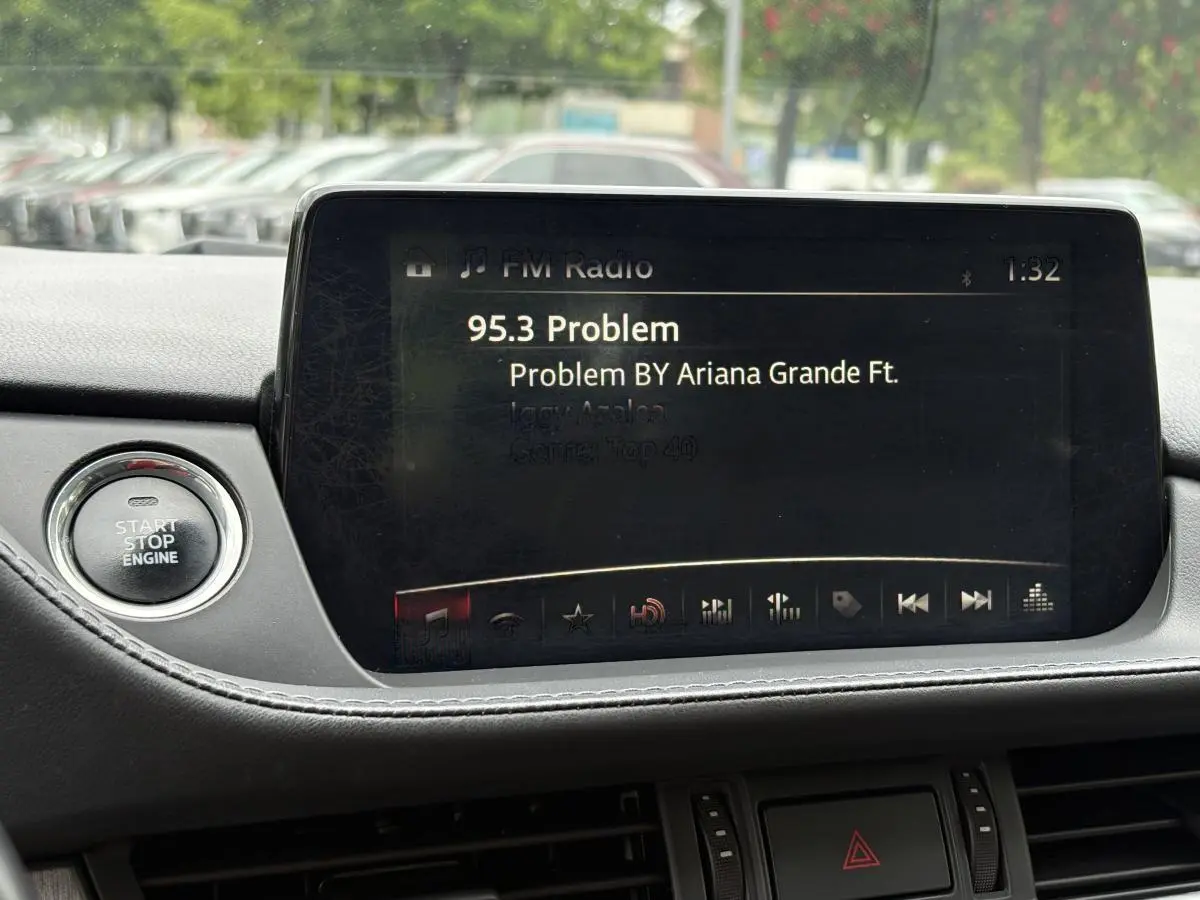 FM Radio
1:32
95.3 Problem
Problem BY Ariana Grande Ft.
Iggy Azalea
Genre: Top 40
HD
START
STOP
ENGINE